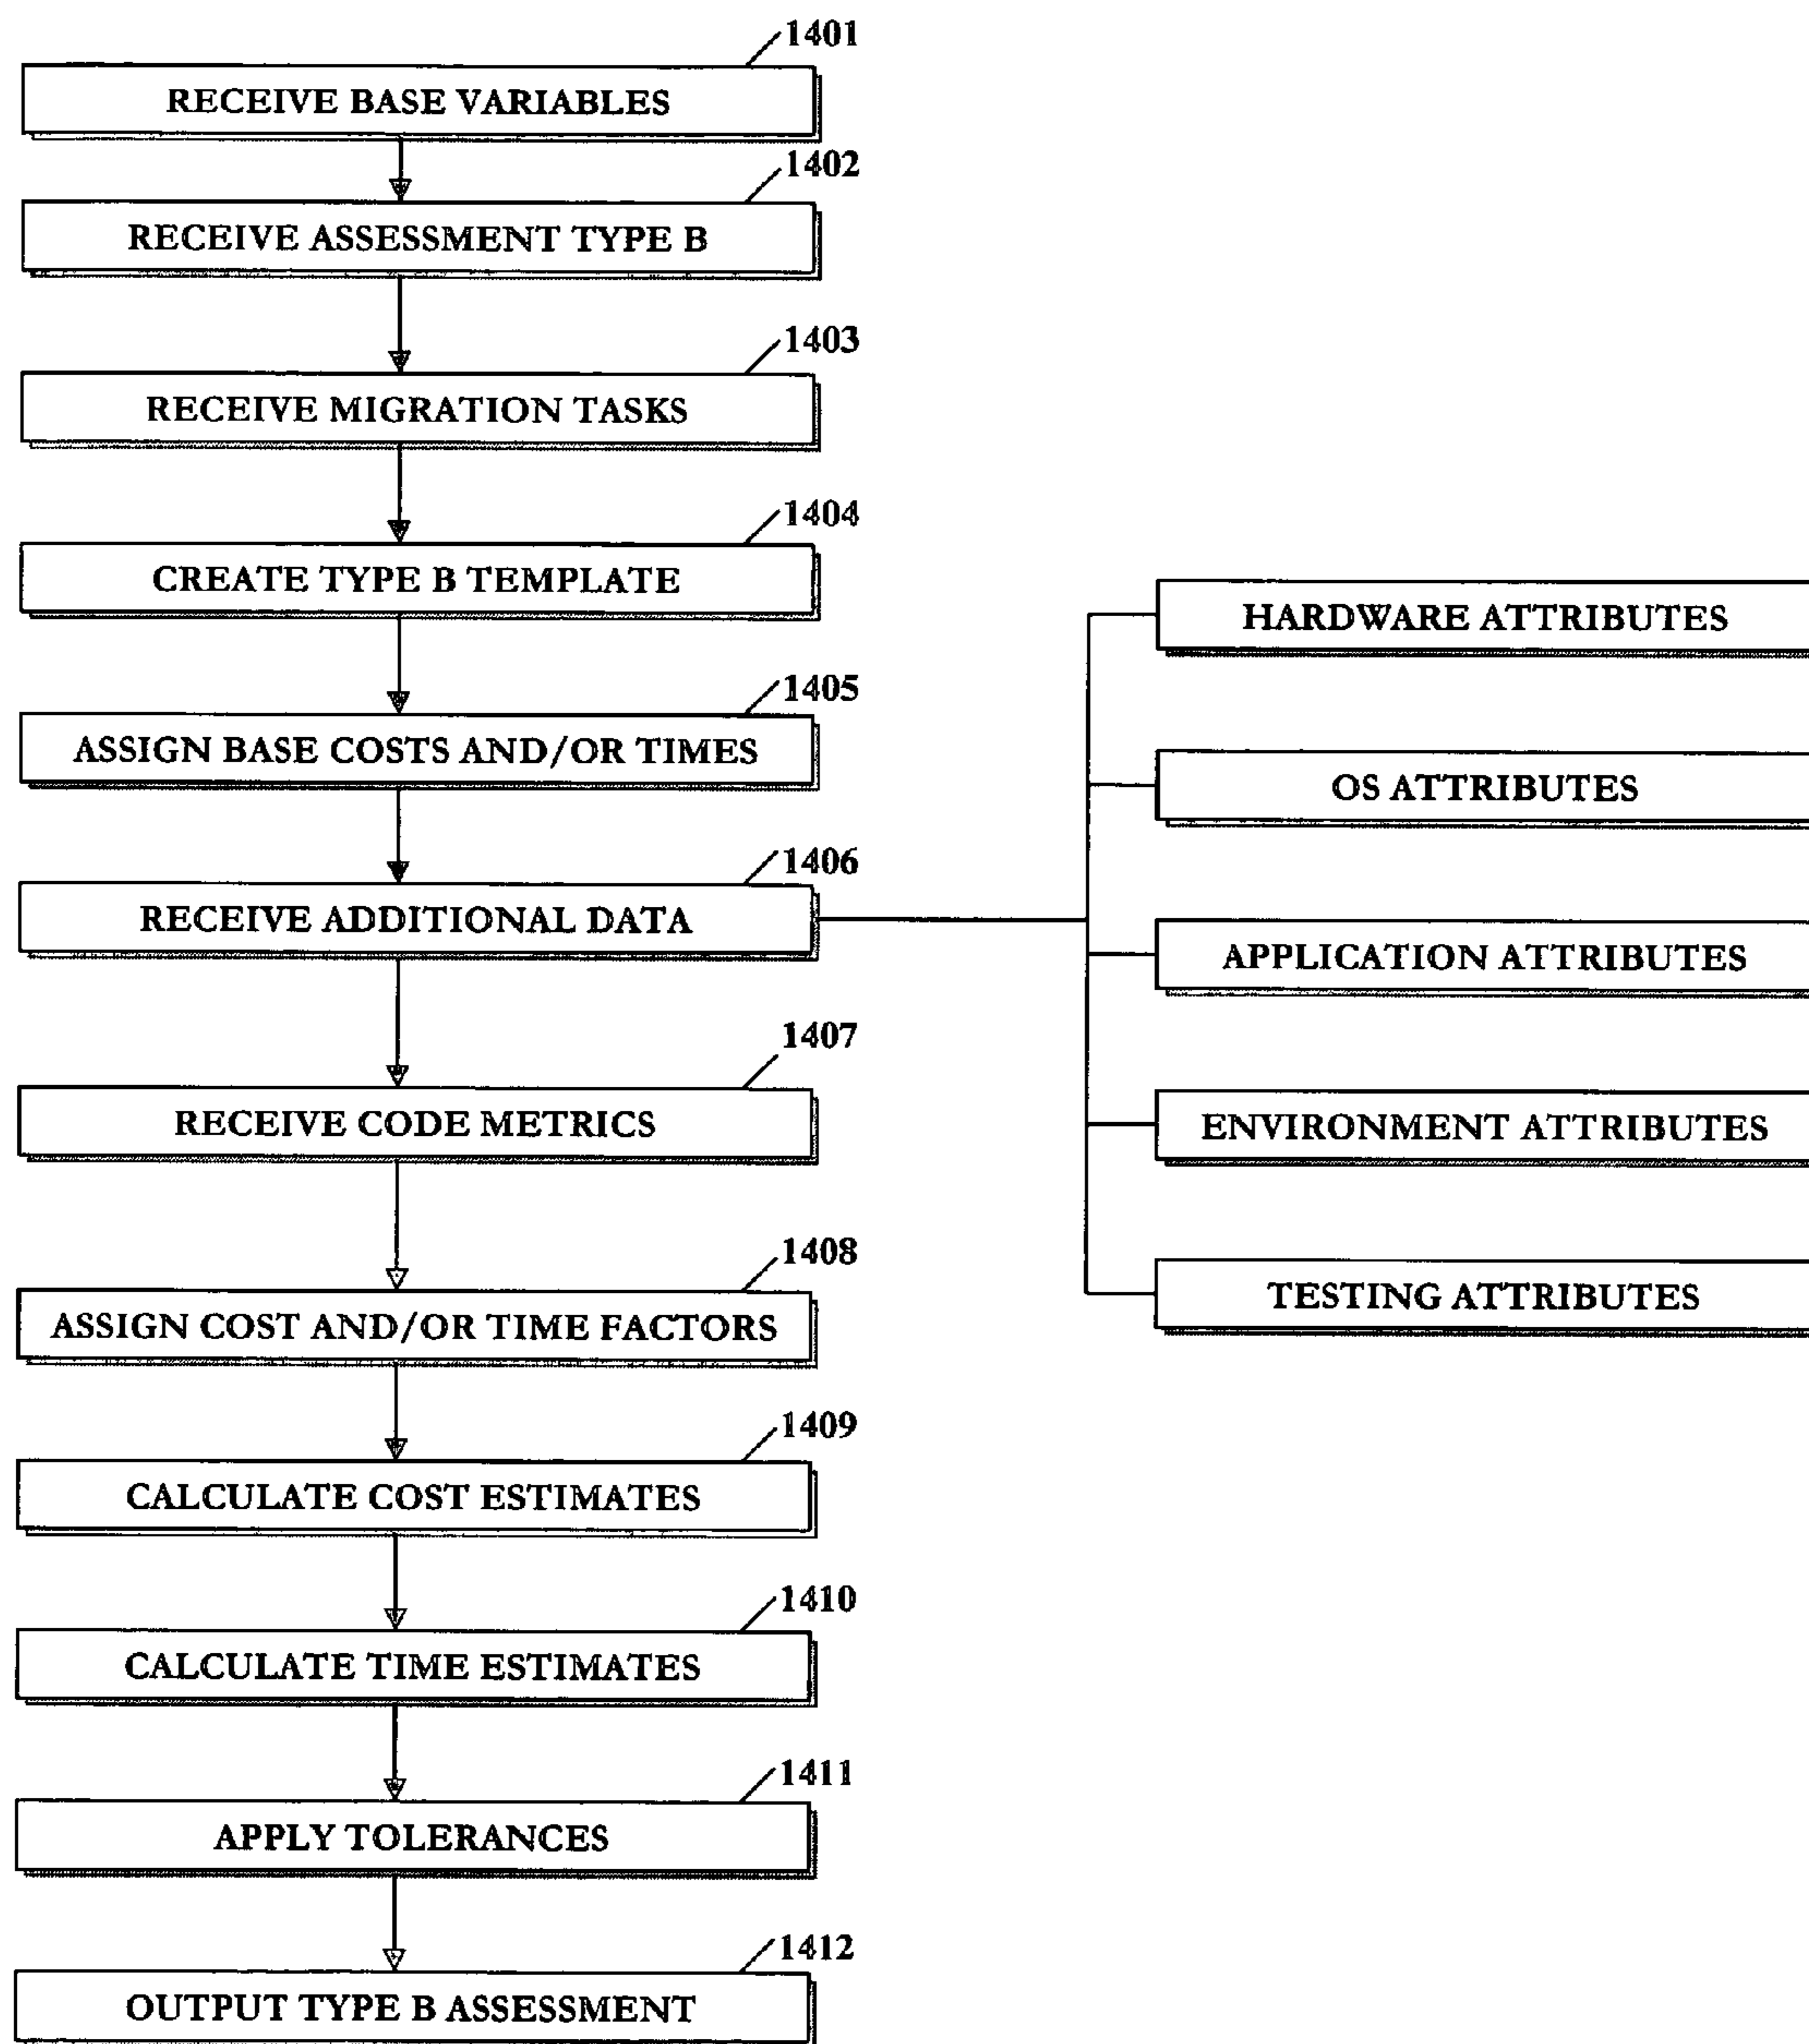 1401
RECEIVE BASE VARIABLES
1402
RECEIVE ASSESSMENT TYPE B
1403
RECEIVE MIGRATION TASKS
1404
CREATE TYPE B TEMPLATE
1405
ASSIGN BASE COSTS AND/OR TIMES
1406
RECEIVE ADDITIONAL DATA
1407
RECEIVE CODE METRICS
1408
ASSIGN COST AND/OR TIME FACTORS
1409
CALCULATE COST ESTIMATES
1410
CALCULATE TIME ESTIMATES
1411
APPLY TOLERANCES
1412
OUTPUT TYPE B ASSESSMENT
HARDWARE ATTRIBUTES
OS ATTRIBUTES
APPLICATION ATTRIBUTES
ENVIRONMENT ATTRIBUTES
TESTING ATTRIBUTES